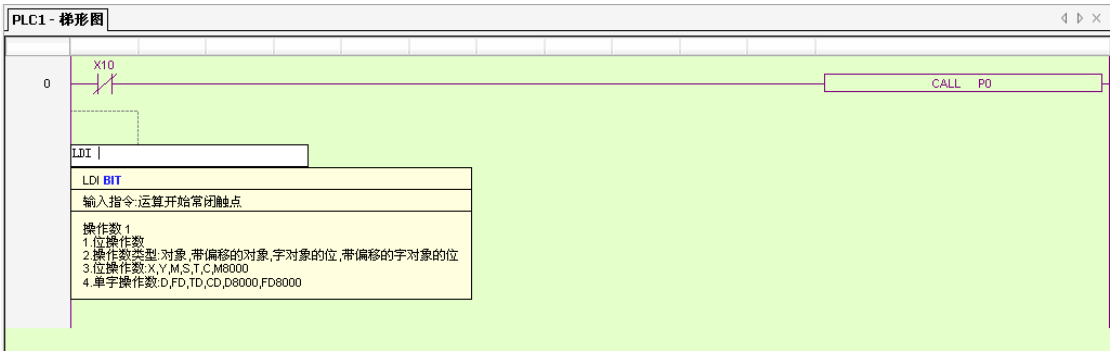 PLC1 - 梯形图
X10
0
CALL P0
LDI
LDI BIT
输入指令:运算开始常闭触点
操作数 1
1.位操作数
2.操作数类型:对象,带偏移的对象,字对象的位,带偏移的字对象的位
3.位操作数:X,Y,M,S,T,C,M8000
4.单字操作数:D,FD,TD,CD,D8000,FD8000